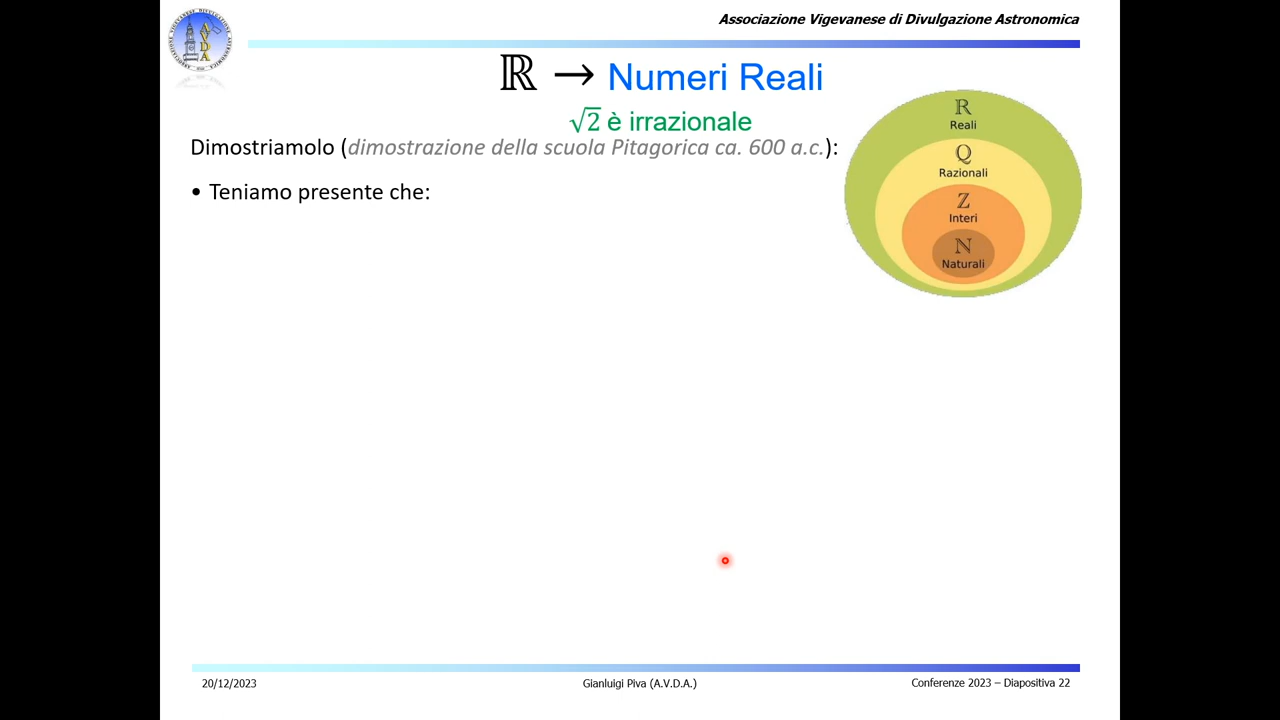 Associazione Vigevanese di Divulgazione Astronomica
AVDA
ℝ → Numeri Reali
√2 è irrazionale
Dimostriamolo (dimostrazione della scuola Pitagorica ca. 600 a.c.):
• Teniamo presente che:
ℝ
Reali
ℚ
Razionali
ℤ
Interi
ℕ
Naturali
20/12/2023
Gianluigi Piva (A.V.D.A.)
Conferenze 2023 – Diapositiva 22